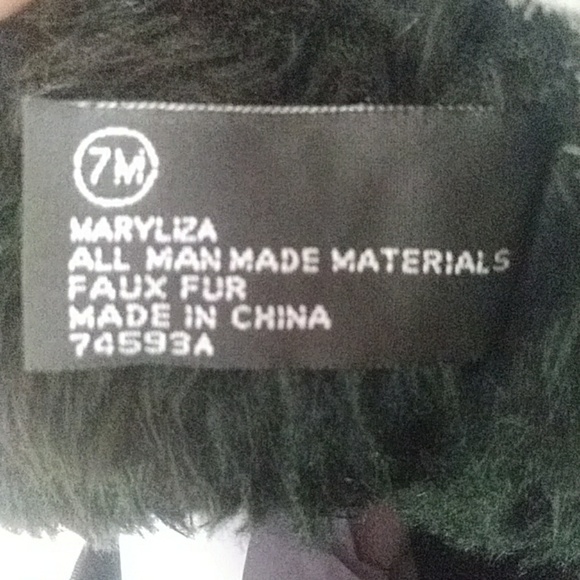 7M
MARYLIZA
ALL MAN MADE MATERIALS
FAUX FUR
MADE IN CHINA
74593A